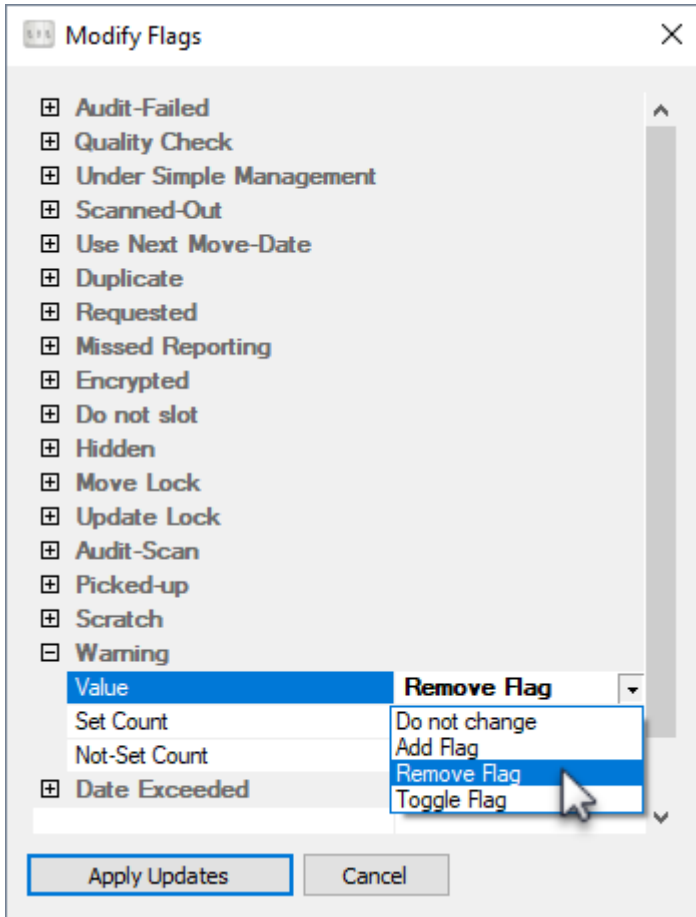 Modify Flags
Audit-Failed
Quality Check
Under Simple Management
Scanned-Out
Use Next Move-Date
Duplicate
Requested
Missed Reporting
Encrypted
Do not slot
Hidden
Move Lock
Update Lock
Audit-Scan
Picked-up
Scratch
Warning
Value Remove Flag
Set Count Do not change
Add Flag
Not-Set Count Remove Flag
Date Exceeded Toggle Flag
Apply Updates Cancel